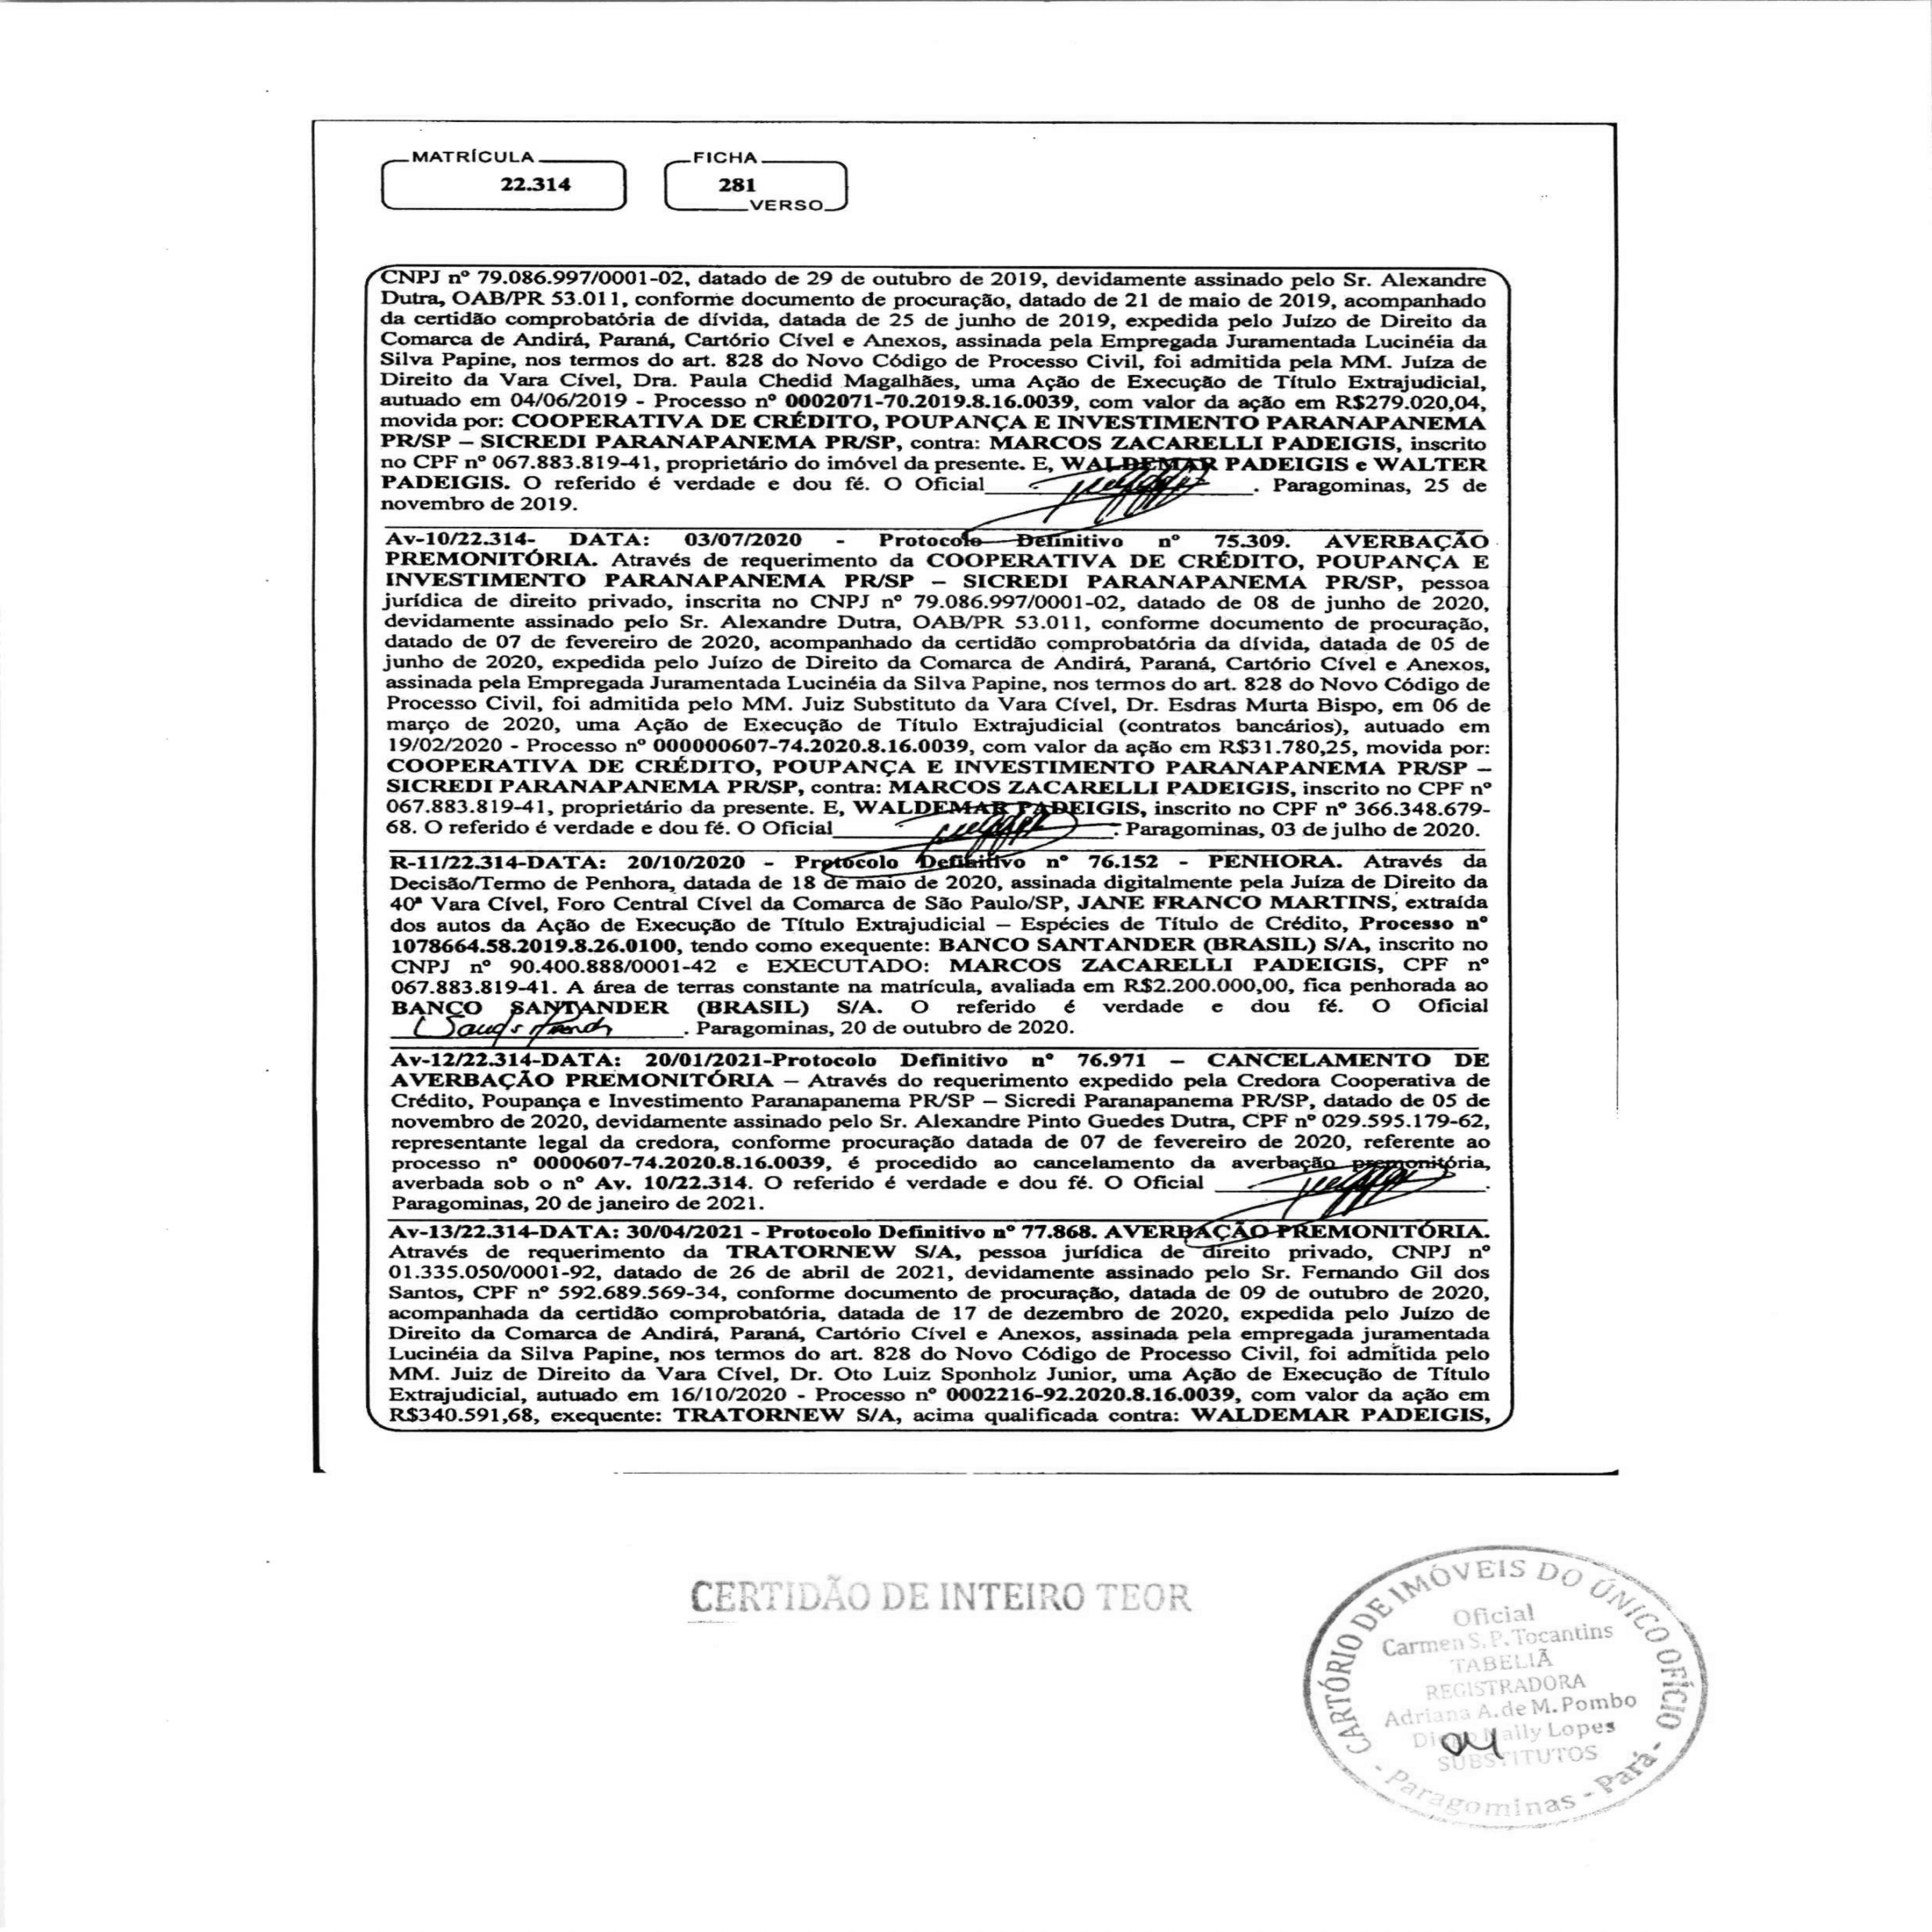 MATRÍCULA
22.314
FICHA
281
VERSO
CNPJ nº 79.086.997/0001-02, datado de 29 de outubro de 2019, devidamente assinado pelo Sr. Alexandre
Dutra, OAB/PR 53.011, conforme documento de procuração, datado de 21 de maio de 2019, acompanhado
da certidão comprobatória de dívida, datada de 25 de junho de 2019, expedida pelo Juízo de Direito da
Comarca de Andirá, Paraná, Cartório Cível e Anexos, assinada pela Empregada Juramentada Lucinéia da
Silva Papine, nos termos do art. 828 do Novo Código de Processo Civil, foi admitida pela MM. Juíza de
Direito da Vara Cível, Dra. Paula Chedid Magalhães, uma Ação de Execução de Título Extrajudicial,
autuado em 04/06/2019 - Processo nº 0002071-70.2019.8.16.0039, com valor da ação em R$279.020,04,
movida por: COOPERATIVA DE CRÉDITO, POUPANÇA E INVESTIMENTO PARANAPANEMA
PR/SP – SICREDI PARANAPANEMA PR/SP, contra: MARCOS ZACARELLI PADEIGIS, inscrito
no CPF nº 067.883.819-41, proprietário do imóvel da presente. E, WALDEMAR PADEIGIS e WALTER
PADEIGIS. O referido é verdade e dou fé. O Oficial . Paragominas, 25 de
novembro de 2019.
Av-10/22.314- DATA: 03/07/2020 - Protocolo Definitivo nº 75.309. AVERBAÇÃO
PREMONITÓRIA. Através de requerimento da COOPERATIVA DE CRÉDITO, POUPANÇA E
INVESTIMENTO PARANAPANEMA PR/SP – SICREDI PARANAPANEMA PR/SP, pessoa
jurídica de direito privado, inscrita no CNPJ nº 79.086.997/0001-02, datado de 08 de junho de 2020,
devidamente assinado pelo Sr. Alexandre Dutra, OAB/PR 53.011, conforme documento de procuração,
datado de 07 de fevereiro de 2020, acompanhado da certidão comprobatória da dívida, datada de 05 de
junho de 2020, expedida pelo Juízo de Direito da Comarca de Andirá, Paraná, Cartório Cível e Anexos,
assinada pela Empregada Juramentada Lucinéia da Silva Papine, nos termos do art. 828 do Novo Código de
Processo Civil, foi admitida pelo MM. Juiz Substituto da Vara Cível, Dr. Esdras Murta Bispo, em 06 de
março de 2020, uma Ação de Execução de Título Extrajudicial (contratos bancários), autuado em
19/02/2020 - Processo nº 000000607-74.2020.8.16.0039, com valor da ação em R$31.780,25, movida por:
COOPERATIVA DE CRÉDITO, POUPANÇA E INVESTIMENTO PARANAPANEMA PR/SP –
SICREDI PARANAPANEMA PR/SP, contra: MARCOS ZACARELLI PADEIGIS, inscrito no CPF nº
067.883.819-41, proprietário da presente. E, WALDEMAR PADEIGIS, inscrito no CPF nº 366.348.679-
68. O referido é verdade e dou fé. O Oficial . Paragominas, 03 de julho de 2020.
R-11/22.314-DATA: 20/10/2020 - Protocolo Definitivo nº 76.152 - PENHORA. Através da
Decisão/Termo de Penhora, datada de 18 de maio de 2020, assinada digitalmente pela Juíza de Direito da
40ª Vara Cível, Foro Central Cível da Comarca de São Paulo/SP, JANE FRANCO MARTINS, extraída
dos autos da Ação de Execução de Título Extrajudicial – Espécies de Título de Crédito, Processo nº
1078664.58.2019.8.26.0100, tendo como exequente: BANCO SANTANDER (BRASIL) S/A, inscrito no
CNPJ nº 90.400.888/0001-42 e EXECUTADO: MARCOS ZACARELLI PADEIGIS, CPF nº
067.883.819-41. A área de terras constante na matrícula, avaliada em R$2.200.000,00, fica penhorada ao
BANCO SANTANDER (BRASIL) S/A. O referido é verdade e dou fé. O Oficial
. Paragominas, 20 de outubro de 2020.
Av-12/22.314-DATA: 20/01/2021-Protocolo Definitivo nº 76.971 – CANCELAMENTO DE
AVERBAÇÃO PREMONITÓRIA – Através do requerimento expedido pela Credora Cooperativa de
Crédito, Poupança e Investimento Paranapanema PR/SP – Sicredi Paranapanema PR/SP, datado de 05 de
novembro de 2020, devidamente assinado pelo Sr. Alexandre Pinto Guedes Dutra, CPF nº 029.595.179-62,
representante legal da credora, conforme procuração datada de 07 de fevereiro de 2020, referente ao
processo nº 0000607-74.2020.8.16.0039, é procedido ao cancelamento da averbação premonitória,
averbada sob o nº Av. 10/22.314. O referido é verdade e dou fé. O Oficial .
Paragominas, 20 de janeiro de 2021.
Av-13/22.314-DATA: 30/04/2021 - Protocolo Definitivo nº 77.868. AVERBAÇÃO PREMONITÓRIA.
Através de requerimento da TRATORNEW S/A, pessoa jurídica de direito privado, CNPJ nº
01.335.050/0001-92, datado de 26 de abril de 2021, devidamente assinado pelo Sr. Fernando Gil dos
Santos, CPF nº 592.689.569-34, conforme documento de procuração, datada de 09 de outubro de 2020,
acompanhada da certidão comprobatória, datada de 17 de dezembro de 2020, expedida pelo Juízo de
Direito da Comarca de Andirá, Paraná, Cartório Cível e Anexos, assinada pela empregada juramentada
Lucinéia da Silva Papine, nos termos do art. 828 do Novo Código de Processo Civil, foi admitida pelo
MM. Juiz de Direito da Vara Cível, Dr. Oto Luiz Sponholz Junior, uma Ação de Execução de Título
Extrajudicial, autuado em 16/10/2020 - Processo nº 0002216-92.2020.8.16.0039, com valor da ação em
R$340.591,68, exequente: TRATORNEW S/A, acima qualificada contra: WALDEMAR PADEIGIS,
CERTIDÃO DE INTEIRO TEOR
CARTÓRIO DE IMÓVEIS DO ÚNICO OFÍCIO
Oficial
Carmen S. P. Tocantins
TABELIÃ
REGISTRADORA
Adriana A. de M. Pombo
Lopes
SUBSTITUTOS
- Paragominas - Pará -